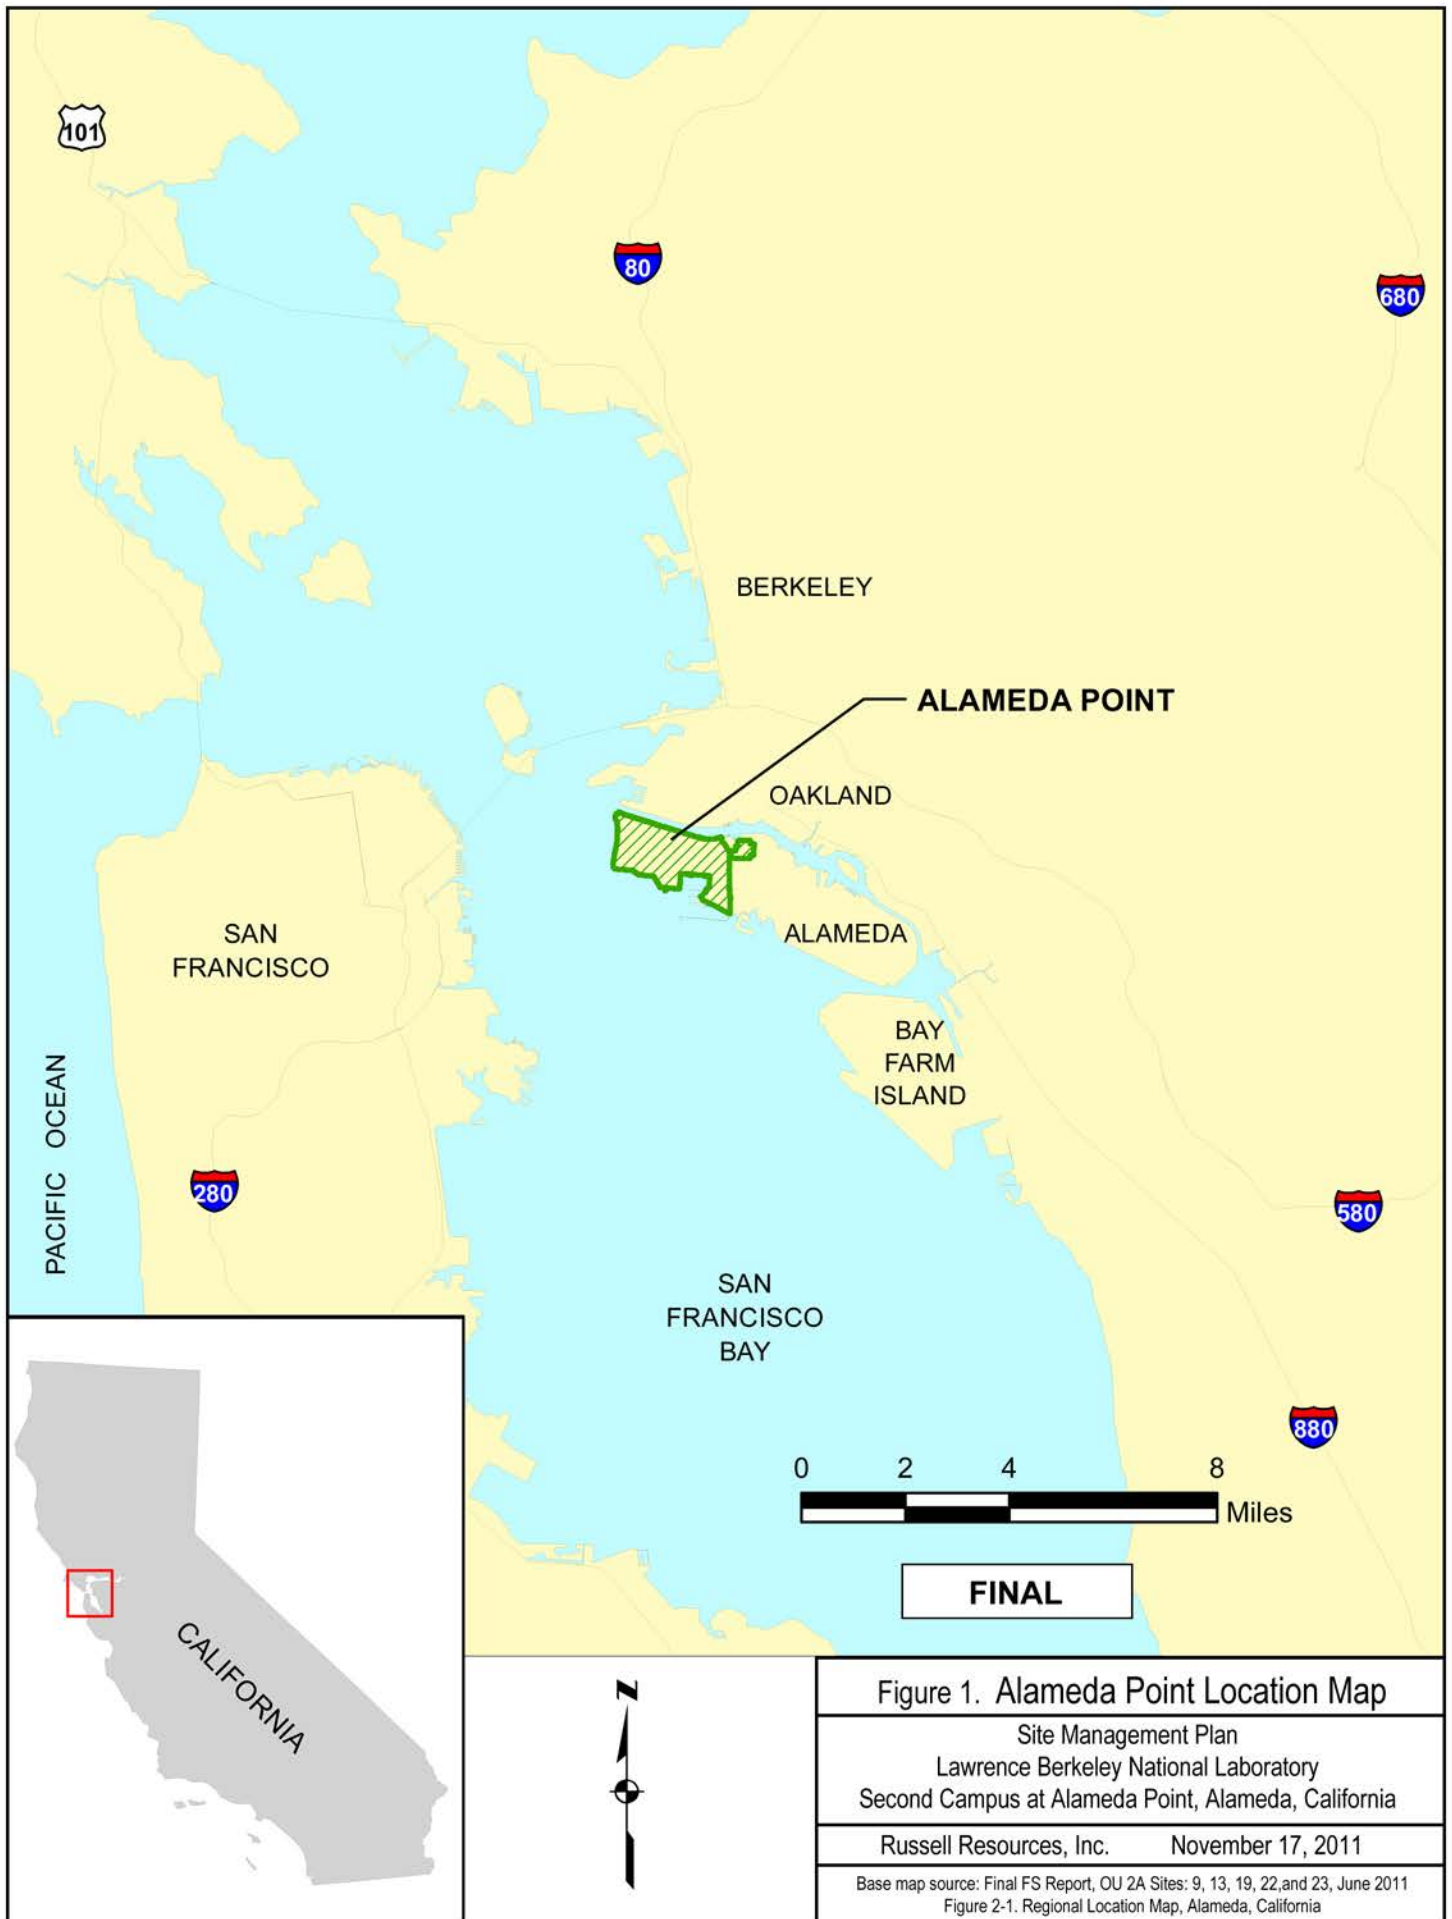 101
80
680
BERKELEY
ALAMEDA POINT
OAKLAND
SAN
FRANCISCO
ALAMEDA
BAY
FARM
ISLAND
PACIFIC OCEAN
280
580
SAN
FRANCISCO
BAY
880
0 2 4 8
Miles
FINAL
CALIFORNIA
N
Figure 1. Alameda Point Location Map
Site Management Plan
Lawrence Berkeley National Laboratory
Second Campus at Alameda Point, Alameda, California
Russell Resources, Inc. November 17, 2011
Base map source: Final FS Report, OU 2A Sites: 9, 13, 19, 22,and 23, June 2011
Figure 2-1. Regional Location Map, Alameda, California